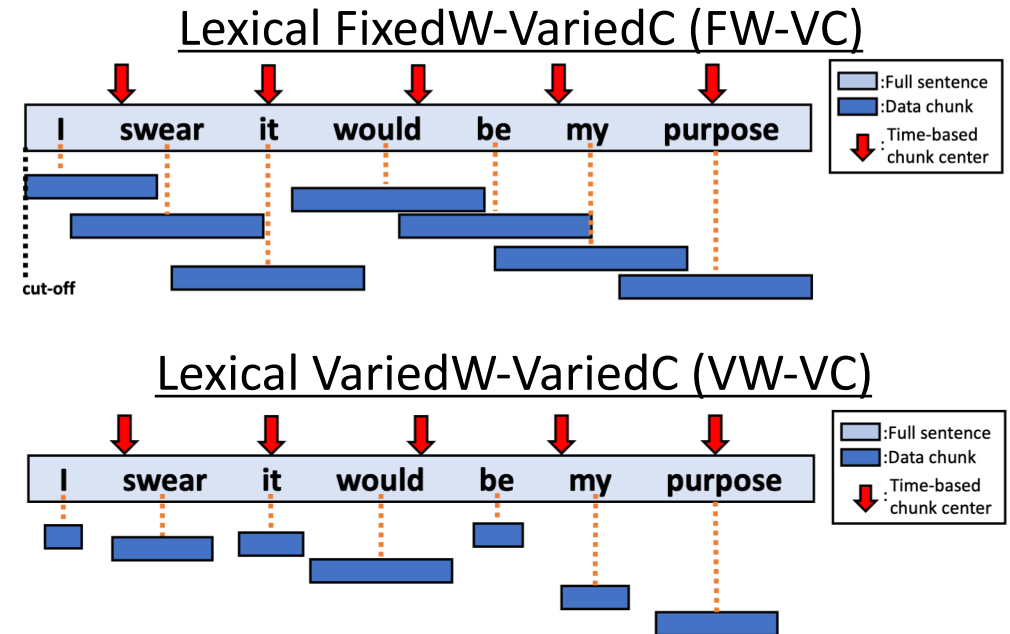 Lexical FixedW-VariedC (FW-VC)
:Full sentence
:Data chunk
: Time-based
chunk center
I swear it would be my purpose
cut-off
Lexical VariedW-VariedC (VW-VC)
:Full sentence
:Data chunk
: Time-based
chunk center
I swear it would be my purpose